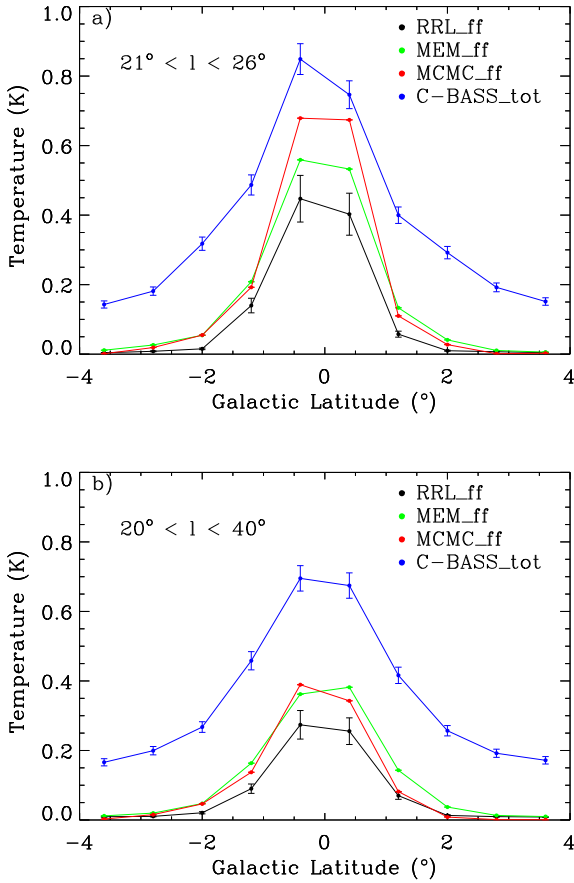 a)
21° < l < 26°
RRL_ff
MEM_ff
MCMC_ff
C-BASS_tot
Temperature (K)
1.0
0.8
0.6
0.4
0.2
0.0
-4
-2
0
2
4
Galactic Latitude (°)
b)
20° < l < 40°
RRL_ff
MEM_ff
MCMC_ff
C-BASS_tot
Temperature (K)
1.0
0.8
0.6
0.4
0.2
0.0
-4
-2
0
2
4
Galactic Latitude (°)